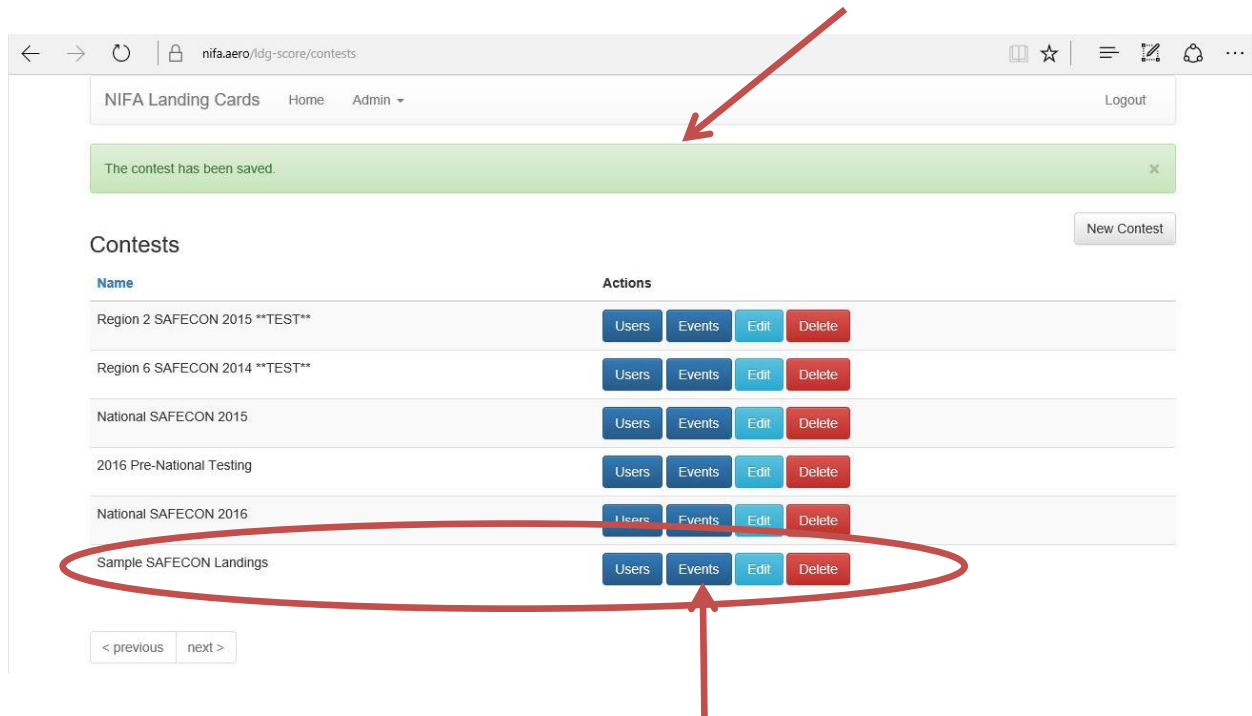 nifa.aero/ldg-score/contests
NIFA Landing Cards Home Admin Logout
The contest has been saved. ×
New Contest
Contests
Name Actions
Region 2 SAFECON 2015 **TEST** Users Events Edit Delete
Region 6 SAFECON 2014 **TEST** Users Events Edit Delete
National SAFECON 2015 Users Events Edit Delete
2016 Pre-National Testing Users Events Edit Delete
National SAFECON 2016 Users Events Edit Delete
Sample SAFECON Landings Users Events Edit Delete
< previous next >